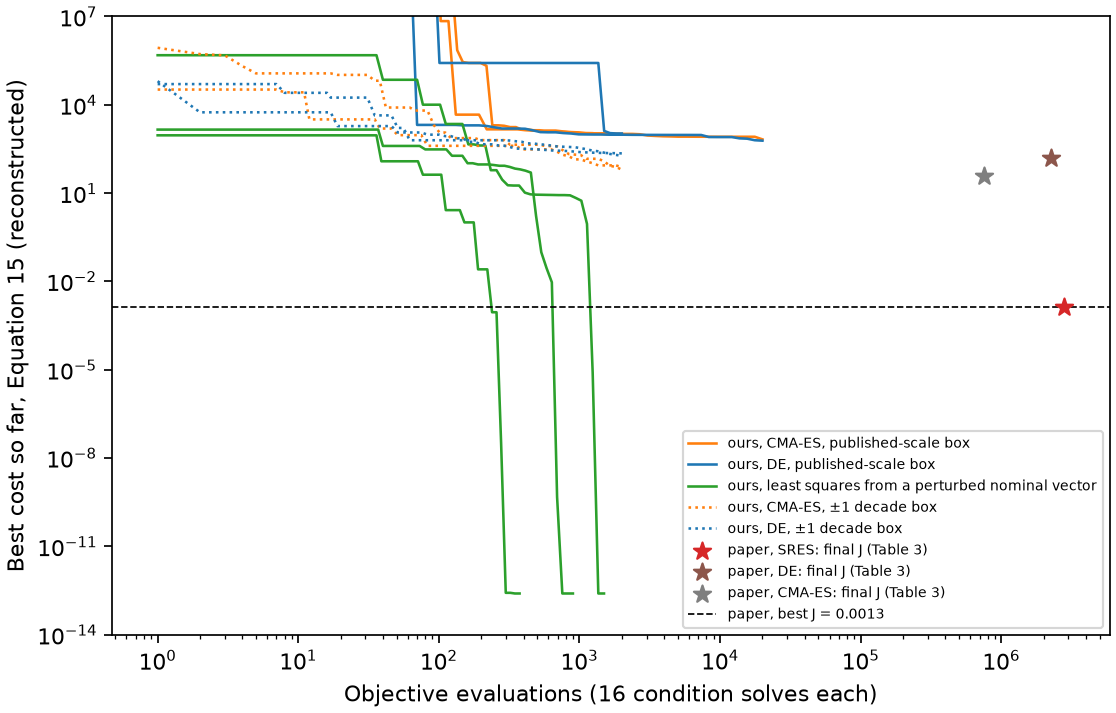 Best cost so far, Equation 15 (reconstructed)
10^7
10^4
10^1
10^−2
10^−5
10^−8
10^−11
10^−14
ours, CMA-ES, published-scale box
ours, DE, published-scale box
ours, least squares from a perturbed nominal vector
ours, CMA-ES, ±1 decade box
ours, DE, ±1 decade box
paper, SRES: final J (Table 3)
paper, DE: final J (Table 3)
paper, CMA-ES: final J (Table 3)
paper, best J = 0.0013
10^0 10^1 10^2 10^3 10^4 10^5 10^6
Objective evaluations (16 condition solves each)